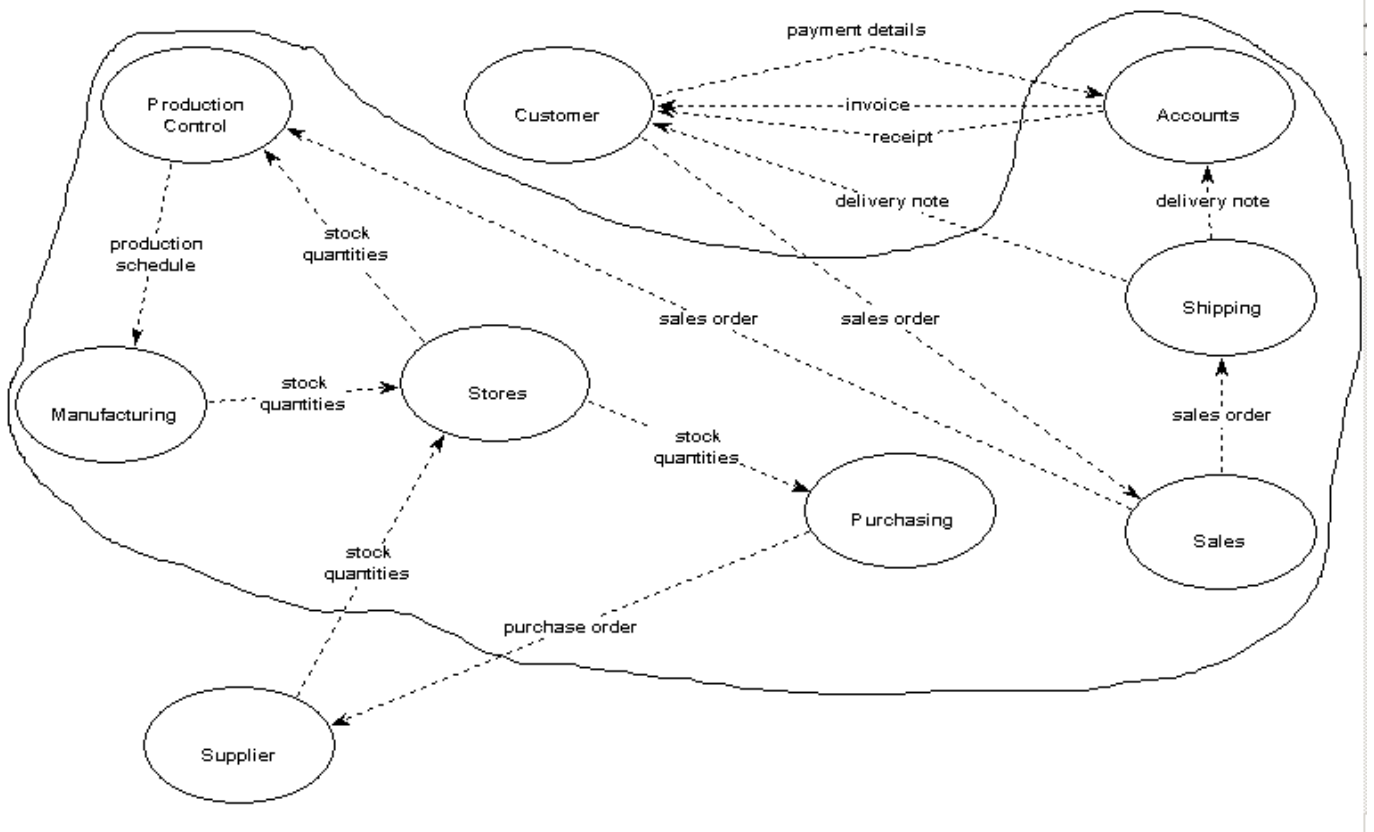 payment details
Production
Control
Customer
invoice
Accounts
receipt
delivery note
delivery note
stock
quantities
production
schedule
Shipping
sales order
sales order
Stores
stock
quantities
Manufacturing
sales order
stock
quantities
Purchasing
Sales
stock
quantities
purchase order
Supplier